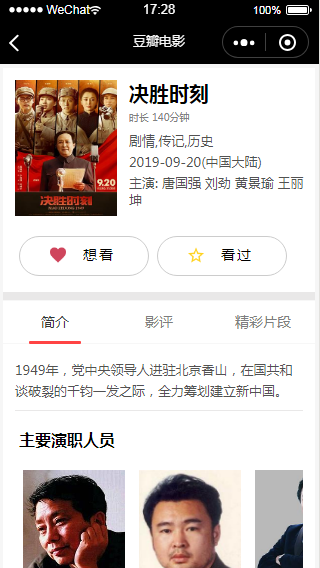 WeChat
17:28
100%
豆瓣电影
9.20
决胜时刻
决胜时刻
时长 140分钟
剧情,传记,历史
2019-09-20(中国大陆)
主演: 唐国强 刘劲 黄景瑜 王丽
坤
想看
看过
简介
影评
精彩片段
1949年，党中央领导人进驻北京香山，在国共和
谈破裂的千钧一发之际，全力筹划建立新中国。
主要演职人员